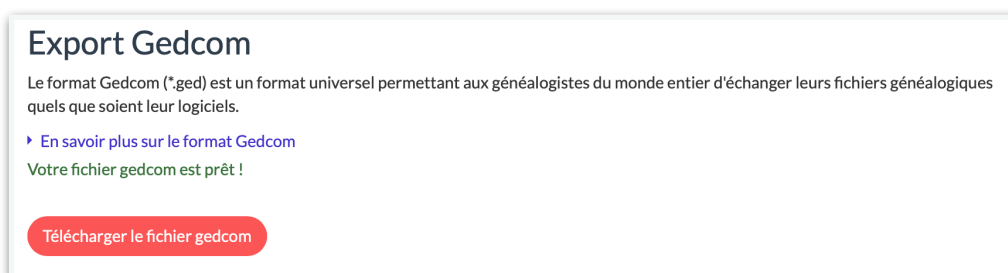 Export Gedcom
Le format Gedcom (*.ged) est un format universel permettant aux généalogistes du monde entier d'échanger leurs fichiers généalogiques
quels que soient leur logiciels.
En savoir plus sur le format Gedcom
Votre fichier gedcom est prêt !
Télécharger le fichier gedcom